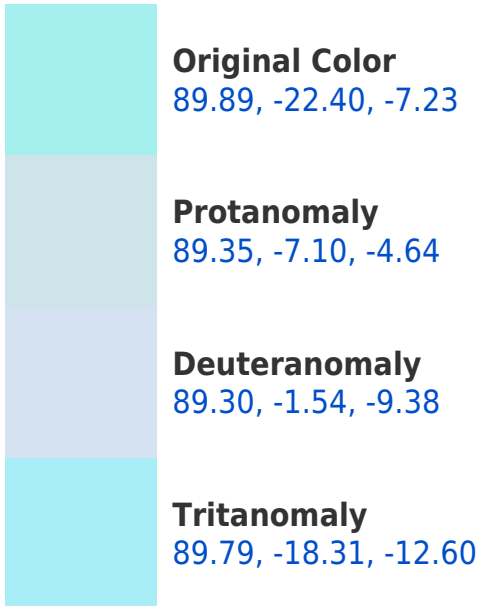 Original Color
89.89, -22.40, -7.23
Protanomaly
89.35, -7.10, -4.64
Deuteranomaly
89.30, -1.54, -9.38
Tritanomaly
89.79, -18.31, -12.60